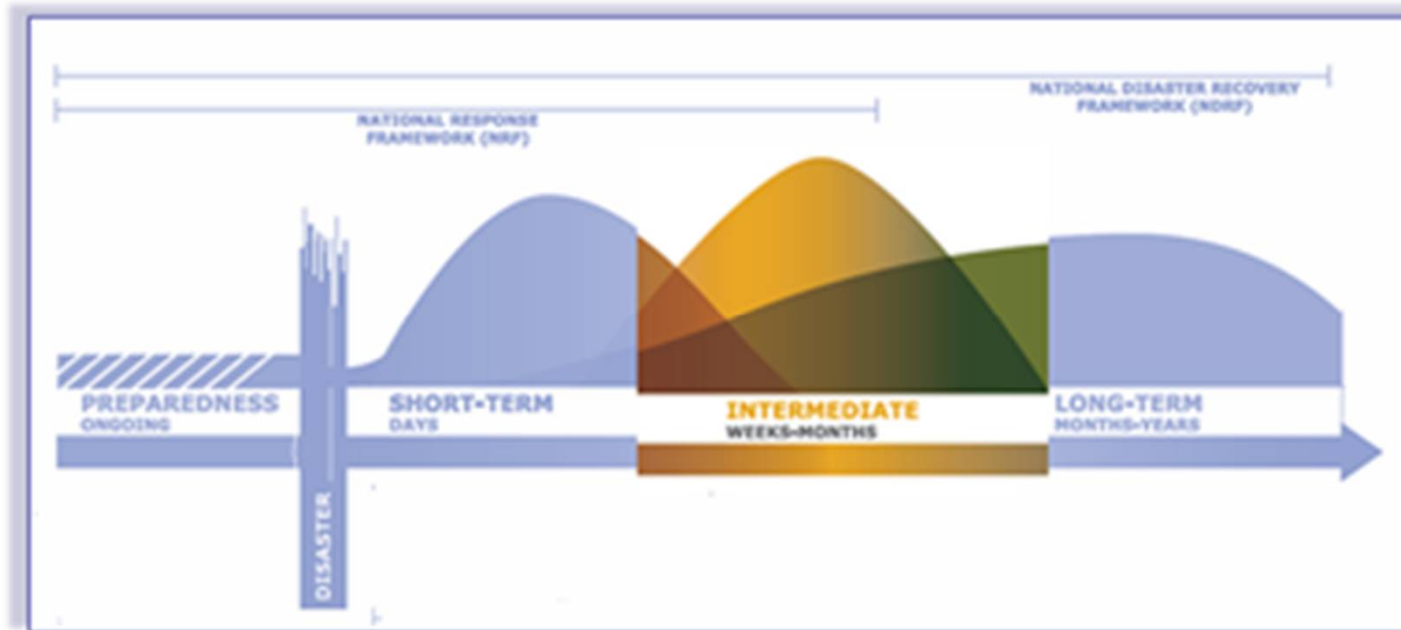 NATIONAL DISASTER RECOVERY
FRAMEWORK (NDRF)
NATIONAL RESPONSE
FRAMEWORK (NRF)
PREPAREDNESS
ONGOING
SHORT-TERM
DAYS
INTERMEDIATE
WEEKS-MONTHS
LONG-TERM
MONTHS-YEARS
DISASTER